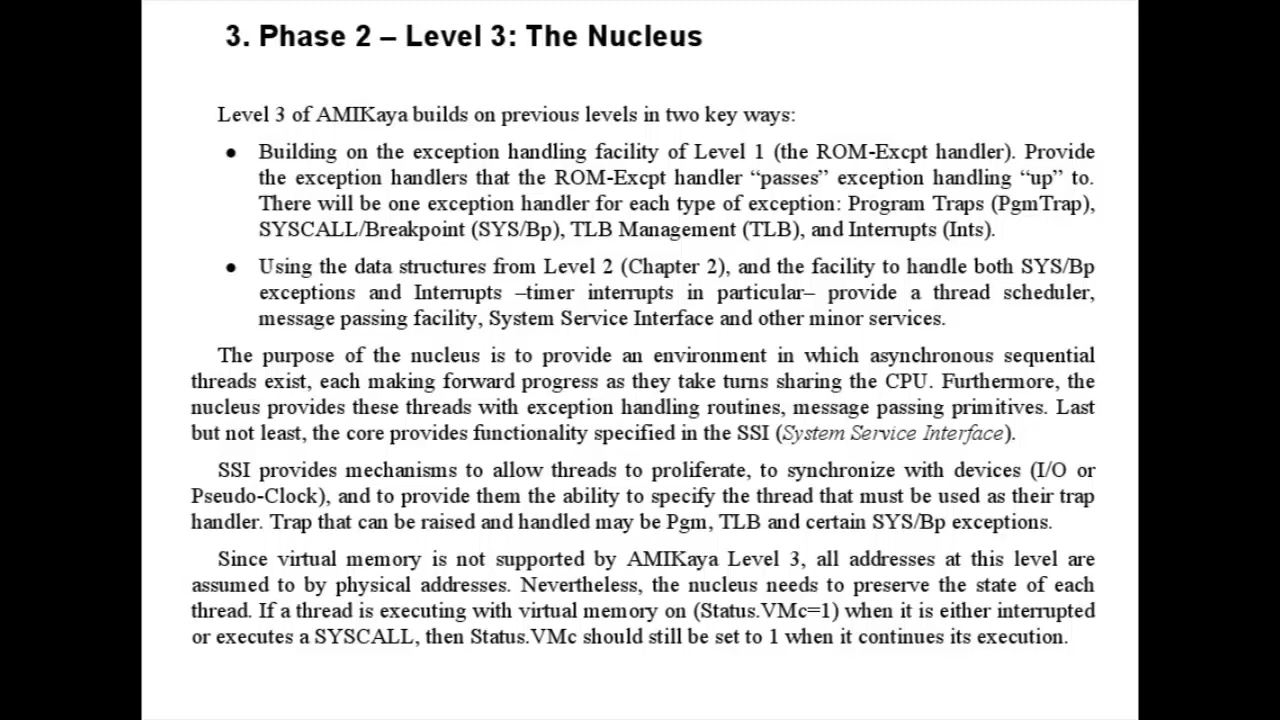 3. Phase 2 – Level 3: The Nucleus
Level 3 of AMIKaya builds on previous levels in two key ways:
● Building on the exception handling facility of Level 1 (the ROM-Excpt handler). Provide
the exception handlers that the ROM-Excpt handler “passes” exception handling “up” to.
There will be one exception handler for each type of exception: Program Traps (PgmTrap),
SYSCALL/Breakpoint (SYS/Bp), TLB Management (TLB), and Interrupts (Ints).
● Using the data structures from Level 2 (Chapter 2), and the facility to handle both SYS/Bp
exceptions and Interrupts –timer interrupts in particular– provide a thread scheduler,
message passing facility, System Service Interface and other minor services.
The purpose of the nucleus is to provide an environment in which asynchronous sequential
threads exist, each making forward progress as they take turns sharing the CPU. Furthermore, the
nucleus provides these threads with exception handling routines, message passing primitives. Last
but not least, the core provides functionality specified in the SSI (System Service Interface).
SSI provides mechanisms to allow threads to proliferate, to synchronize with devices (I/O or
Pseudo-Clock), and to provide them the ability to specify the thread that must be used as their trap
handler. Trap that can be raised and handled may be Pgm, TLB and certain SYS/Bp exceptions.
Since virtual memory is not supported by AMIKaya Level 3, all addresses at this level are
assumed to by physical addresses. Nevertheless, the nucleus needs to preserve the state of each
thread. If a thread is executing with virtual memory on (Status.VMc=1) when it is either interrupted
or executes a SYSCALL, then Status.VMc should still be set to 1 when it continues its execution.